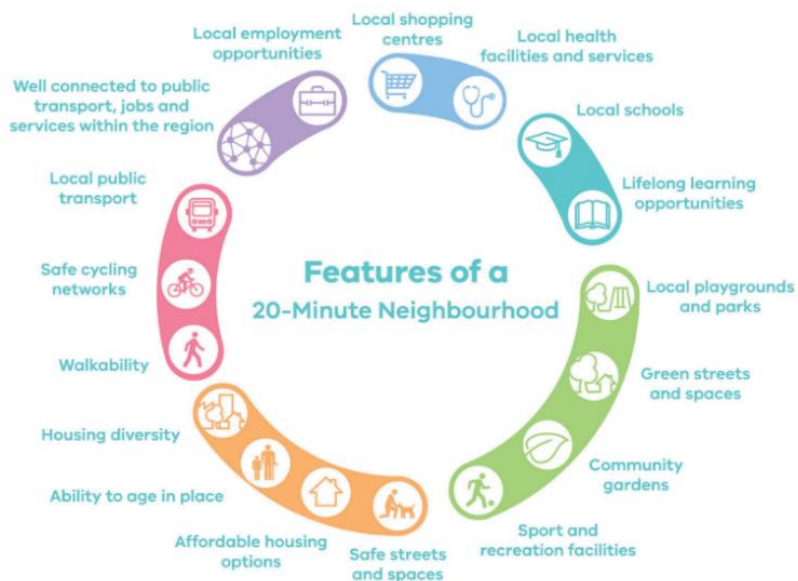 Local employment
opportunities
Local shopping
centres
Local health
facilities and services
Well connected to public
transport, jobs and
services within the region
Local schools
Local public
transport
Lifelong learning
opportunities
Features of a
20-Minute Neighbourhood
Safe cycling
networks
Local playgrounds
and parks
Walkability
Green streets
and spaces
Housing diversity
Community
gardens
Ability to age in place
Affordable housing
options
Safe streets
and spaces
Sport and
recreation facilities